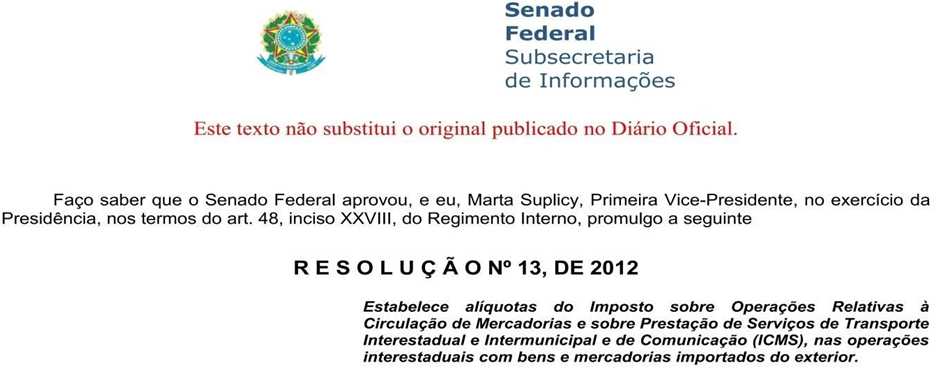 Senado
Federal
Subsecretaria
de Informações
Este texto não substitui o original publicado no Diário Oficial.
Faço saber que o Senado Federal aprovou, e eu, Marta Suplicy, Primeira Vice-Presidente, no exercício da
Presidência, nos termos do art. 48, inciso XXVIII, do Regimento Interno, promulgo a seguinte
R E S O L U Ç Ã O Nº 13, DE 2012
Estabelece alíquotas do Imposto sobre Operações Relativas à
Circulação de Mercadorias e sobre Prestação de Serviços de Transporte
Interestadual e Intermunicipal e de Comunicação (ICMS), nas operações
interestaduais com bens e mercadorias importados do exterior.